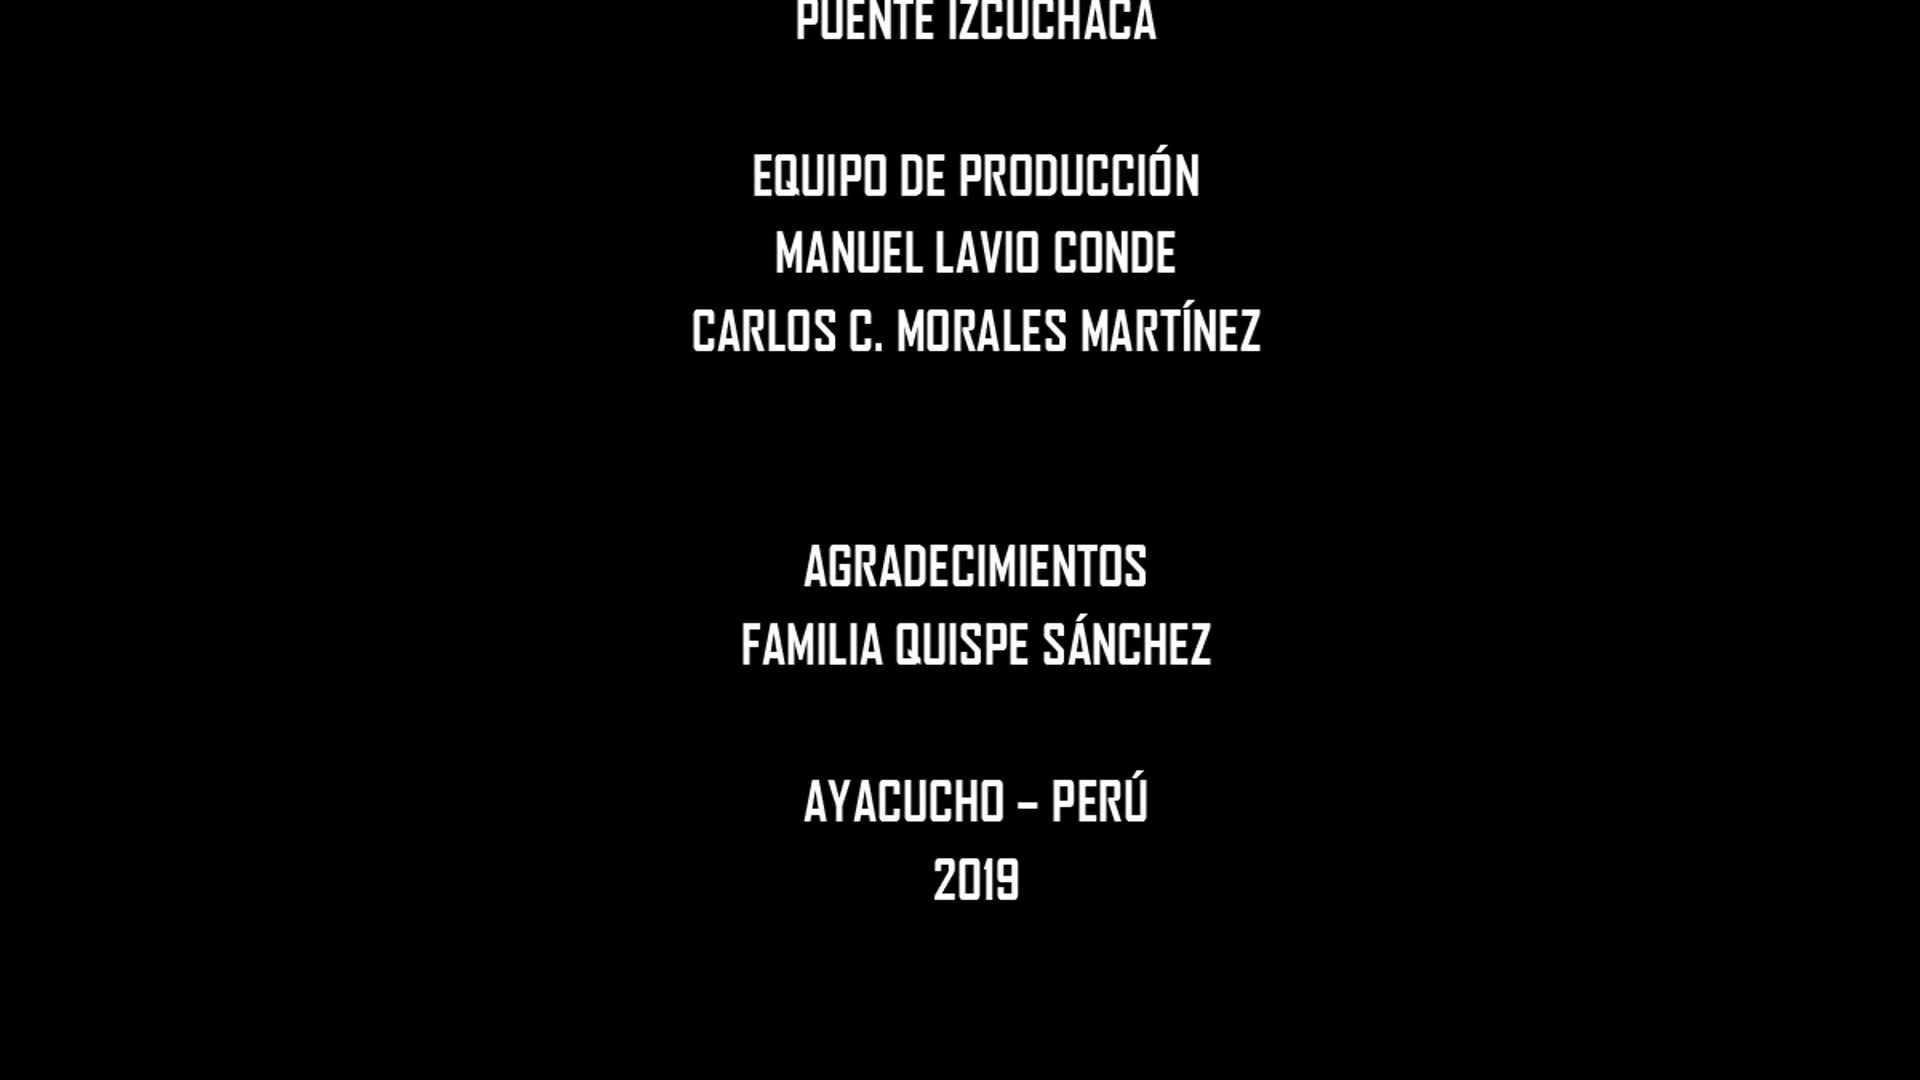 PUENTE IZCUCHACA
EQUIPO DE PRODUCCIÓN
MANUEL LAVIO CONDE
CARLOS C. MORALES MARTÍNEZ
AGRADECIMIENTOS
FAMILIA QUISPE SÁNCHEZ
AYACUCHO – PERÚ
2019